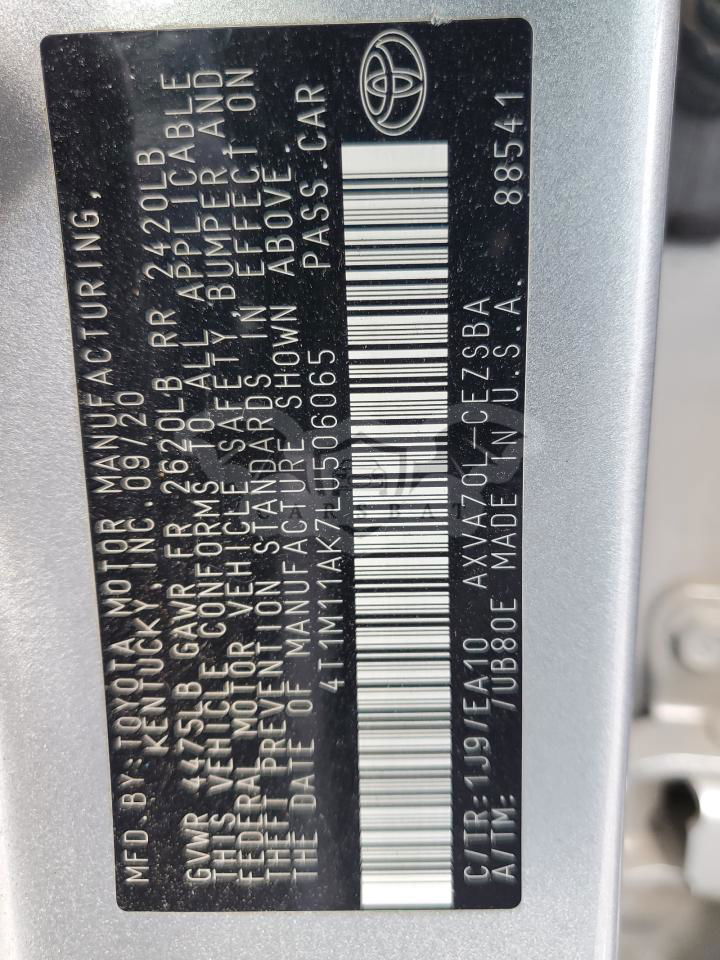 MFD.BY:TOYOTA MOTOR MANUFACTURING,
KENTUCKY,INC.09/20
GVWR 4475LB GAWR FR 2620LB RR 2420LB
THIS VEHICLE CONFORMS TO ALL APPLICABLE
FEDERAL MOTOR VEHICLE SAFETY, BUMPER AND
THEFT PREVENTION STANDARDS IN EFFECT ON
THE DATE OF MANUFACTURE SHOWN ABOVE.
4T1M11AK7LU506065 PASS.CAR
C/TR:1J9/EA10 AXVA70L-CEZSBA
A/TM: /UB80E MADE IN U.S.A. 88541